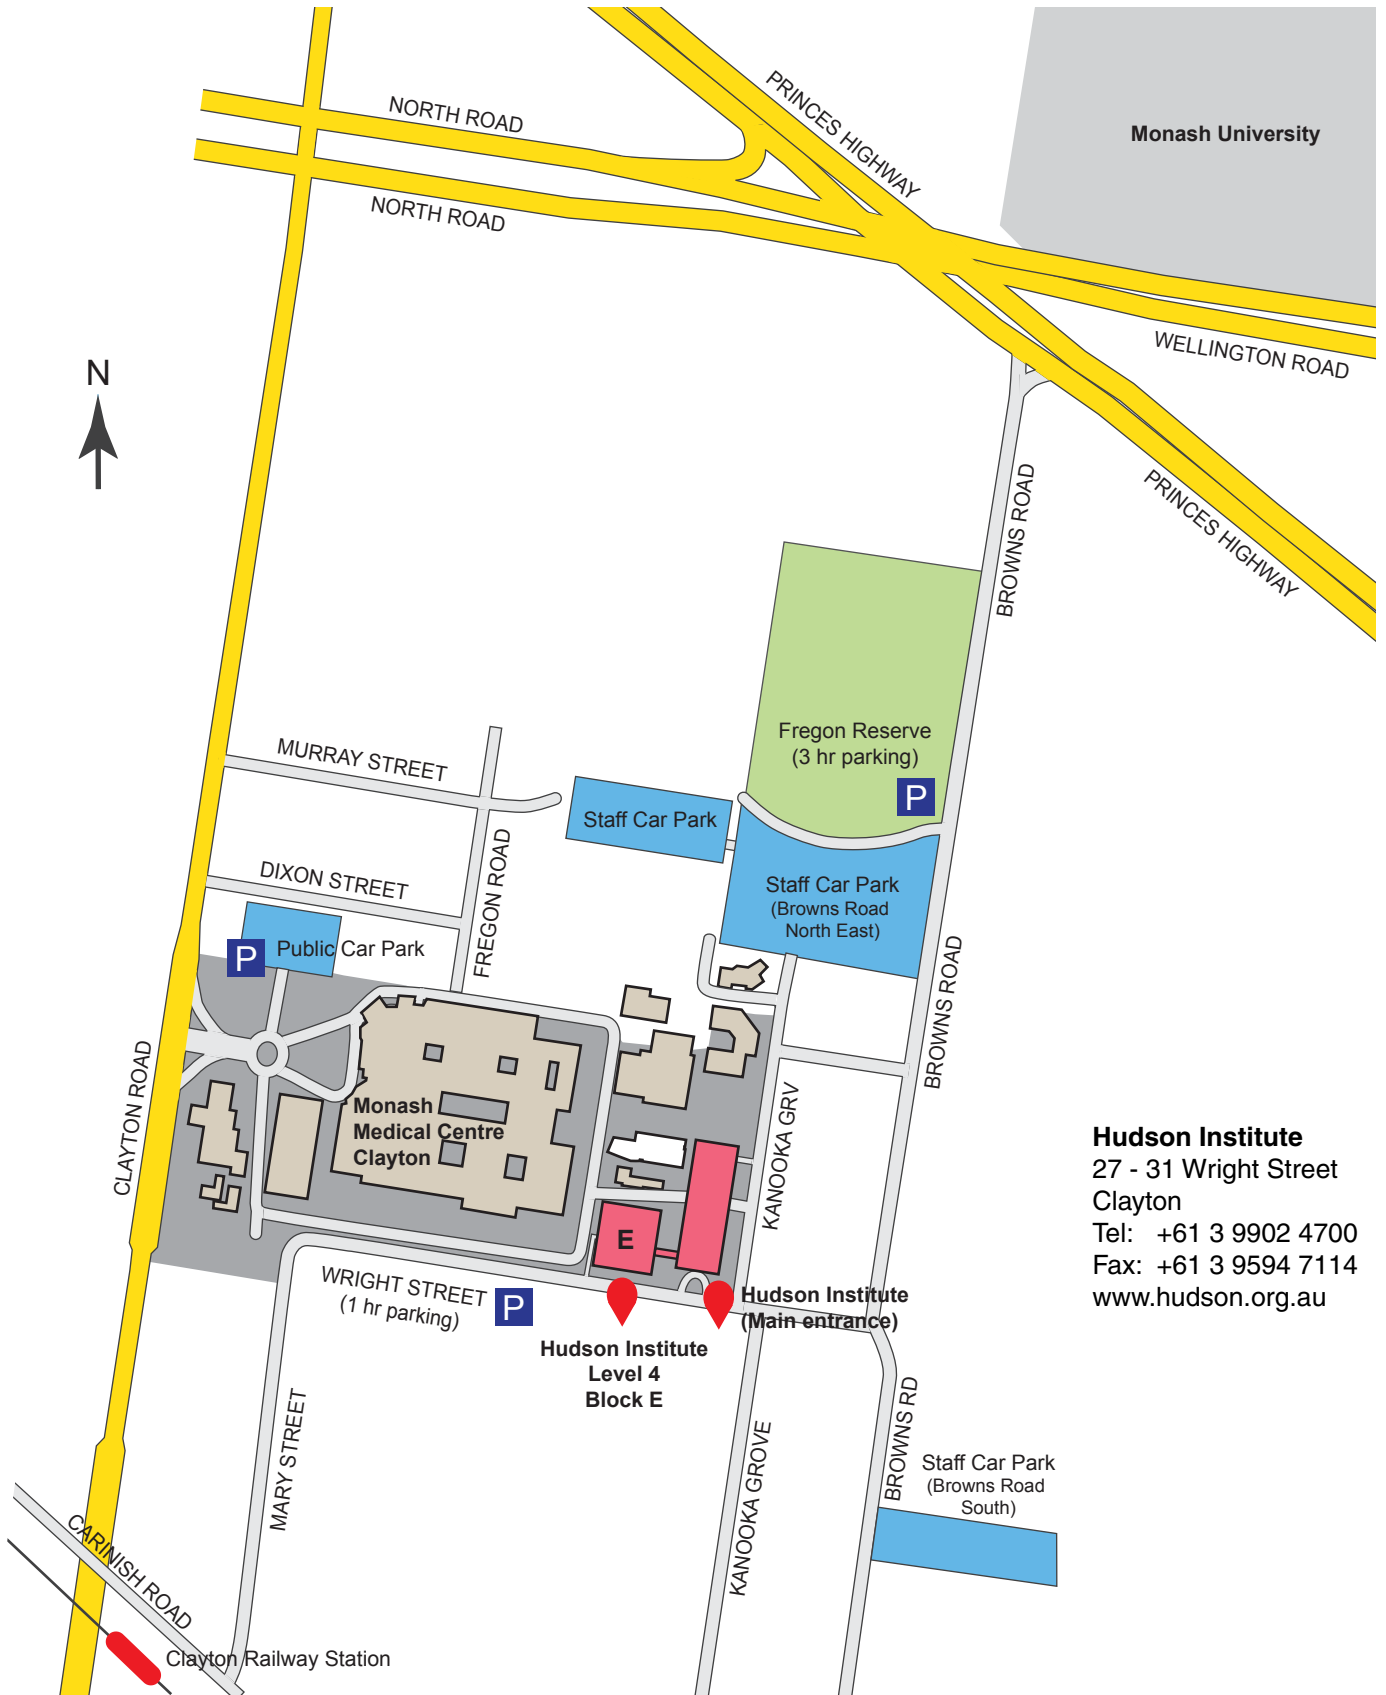 PRINCES HIGHWAY
NORTH ROAD
Monash University
NORTH ROAD
WELLINGTON ROAD
N
PRINCES HIGHWAY
BROWNS ROAD
Fregon Reserve
(3 hr parking)
P
MURRAY STREET
Staff Car Park
FREGON ROAD
DIXON STREET
Staff Car Park
(Browns Road
North East)
P
Public Car Park
BROWNS ROAD
CLAYTON ROAD
Monash
Medical Centre
Clayton
KANOOKA GRV
Hudson Institute
27 - 31 Wright Street
Clayton
Tel: +61 3 9902 4700
Fax: +61 3 9594 7114
www.hudson.org.au
E
WRIGHT STREET
(1 hr parking)
P
Hudson Institute
(Main entrance)
Hudson Institute
Level 4
Block E
MARY STREET
BROWNS RD
KANOOKA GROVE
Staff Car Park
(Browns Road
South)
CARINISH ROAD
Clayton Railway Station